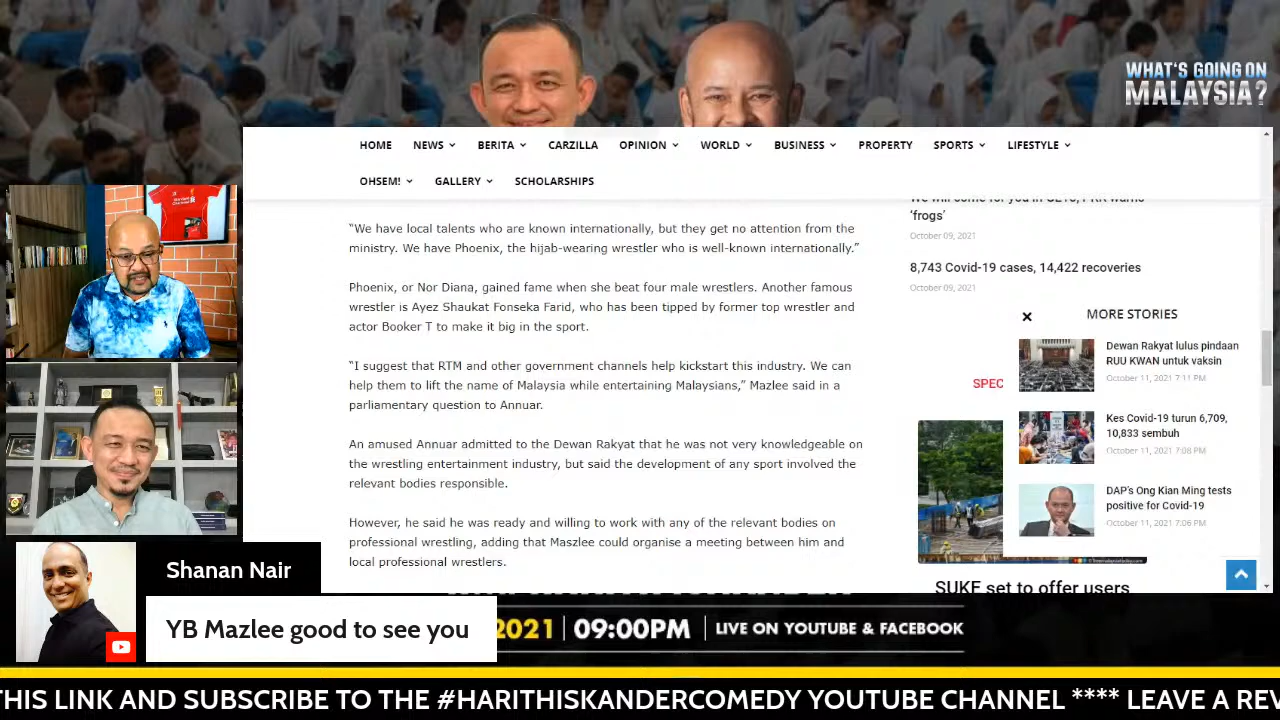 WHAT'S GOING ON
MALAYSIA?
HOME NEWS BERITA CARZILLA OPINION WORLD BUSINESS PROPERTY SPORTS LIFESTYLE
OHSEM! GALLERY SCHOLARSHIPS
“We have local talents who are known internationally, but they get no attention from the
ministry. We have Phoenix, the hijab-wearing wrestler who is well-known internationally.”
Phoenix, or Nor Diana, gained fame when she beat four male wrestlers. Another famous
wrestler is Ayez Shaukat Fonseka Farid, who has been tipped by former top wrestler and
actor Booker T to make it big in the sport.
“I suggest that RTM and other government channels help kickstart this industry. We can
help them to lift the name of Malaysia while entertaining Malaysians,” Mazlee said in a
parliamentary question to Annuar.
An amused Annuar admitted to the Dewan Rakyat that he was not very knowledgeable on
the wrestling entertainment industry, but said the development of any sport involved the
relevant bodies responsible.
However, he said he was ready and willing to work with any of the relevant bodies on
professional wrestling, adding that Maszlee could organise a meeting between him and
local professional wrestlers.
‘frogs’
October 09, 2021
8,743 Covid-19 cases, 14,422 recoveries
October 09, 2021
MORE STORIES
Dewan Rakyat lulus pindaan
RUU KWAN untuk vaksin
October 11, 2021 7:11 PM
SPEC
Kes Covid-19 turun 6,709,
10,833 sembuh
October 11, 2021 7:08 PM
DAP's Ong Kian Ming tests
positive for Covid-19
October 11, 2021 7:06 PM
SUKE set to offer users
Shanan Nair
YB Mazlee good to see you
2021 | 09:00PM | LIVE ON YOUTUBE & FACEBOOK
THIS LINK AND SUBSCRIBE TO THE #HARITHISKANDERCOMEDY YOUTUBE CHANNEL **** LEAVE A REV